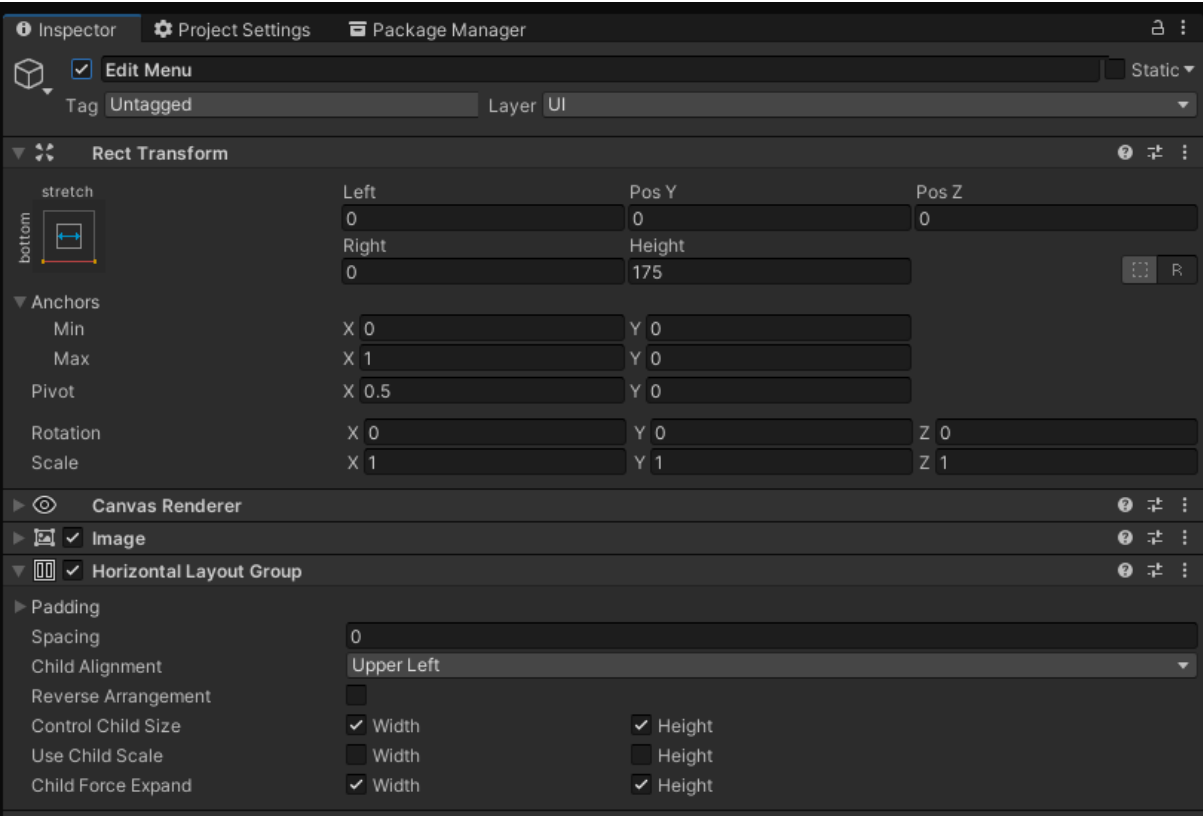 Inspector Project Settings Package Manager
Edit Menu Static
Tag Untagged Layer UI
Rect Transform
stretch Left Pos Y Pos Z
bottom 0 0 0
Right Height
0 175 R
Anchors
Min X 0 Y 0
Max X 1 Y 0
Pivot X 0.5 Y 0
Rotation X 0 Y 0 Z 0
Scale X 1 Y 1 Z 1
Canvas Renderer
Image
Horizontal Layout Group
Padding
Spacing 0
Child Alignment Upper Left
Reverse Arrangement
Control Child Size Width Height
Use Child Scale Width Height
Child Force Expand Width Height